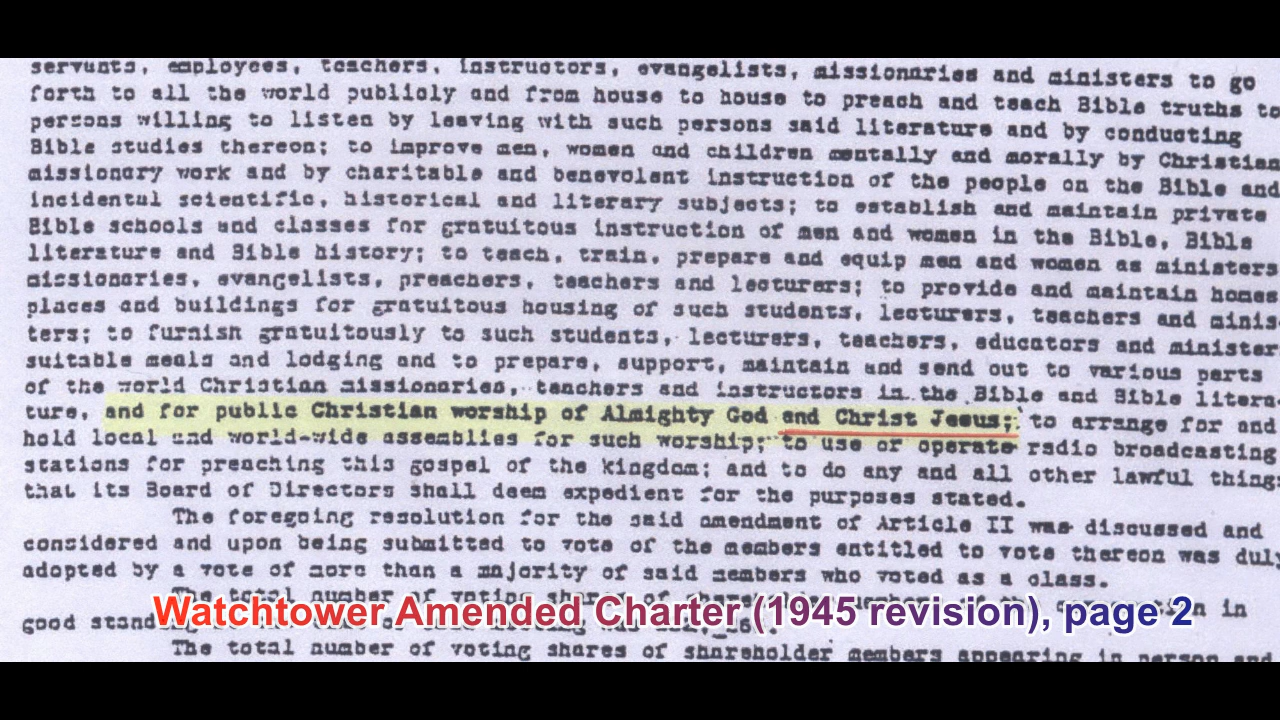 servants, employees, teachers, instructors, evangelists, missionaries and ministers to go
forth to all the world publicly and from house to house to preach and teach Bible truths to
persons willing to listen by leaving with such persons said literature and by conducting
Bible studies thereon; to improve men, women and children mentally and morally by Christian
missionary work and by charitable and benevolent instruction of the people on the Bible and
incidental scientific, historical and literary subjects; to establish and maintain private
Bible schools and classes for gratuitous instruction of men and women in the Bible, Bible
literature and Bible history; to teach, train, prepare and equip men and women as ministers
missionaries, evangelists, preachers, teachers and lecturers; to provide and maintain homes
places and buildings for gratuitous housing of such students, lecturers, teachers and minis
ters; to furnish gratuitously to such students, lecturers, teachers, educators and minister
suitable meals and lodging and to prepare, support, maintain and send out to various parts
of the world Christian missionaries, teachers and instructors in the Bible and Bible litera
ture, and for public Christian worship of Almighty God and Christ Jesus; to arrange for and
hold local and world-wide assemblies for such worship; to use or operate radio broadcasting
stations for preaching this gospel of the kingdom; and to do any and all other lawful things
that its Board of Directors shall deem expedient for the purposes stated.
The foregoing resolution for the said amendment of Article II was discussed and
considered and upon being submitted to vote of the members entitled to vote thereon was duly
adopted by a vote of more than a majority of said members who voted as a class.
The total number of voting shares of in
Watchtower Amended Charter (1945 revision), page 2
good was
The total number of voting shares of shareholder members appearing in person and